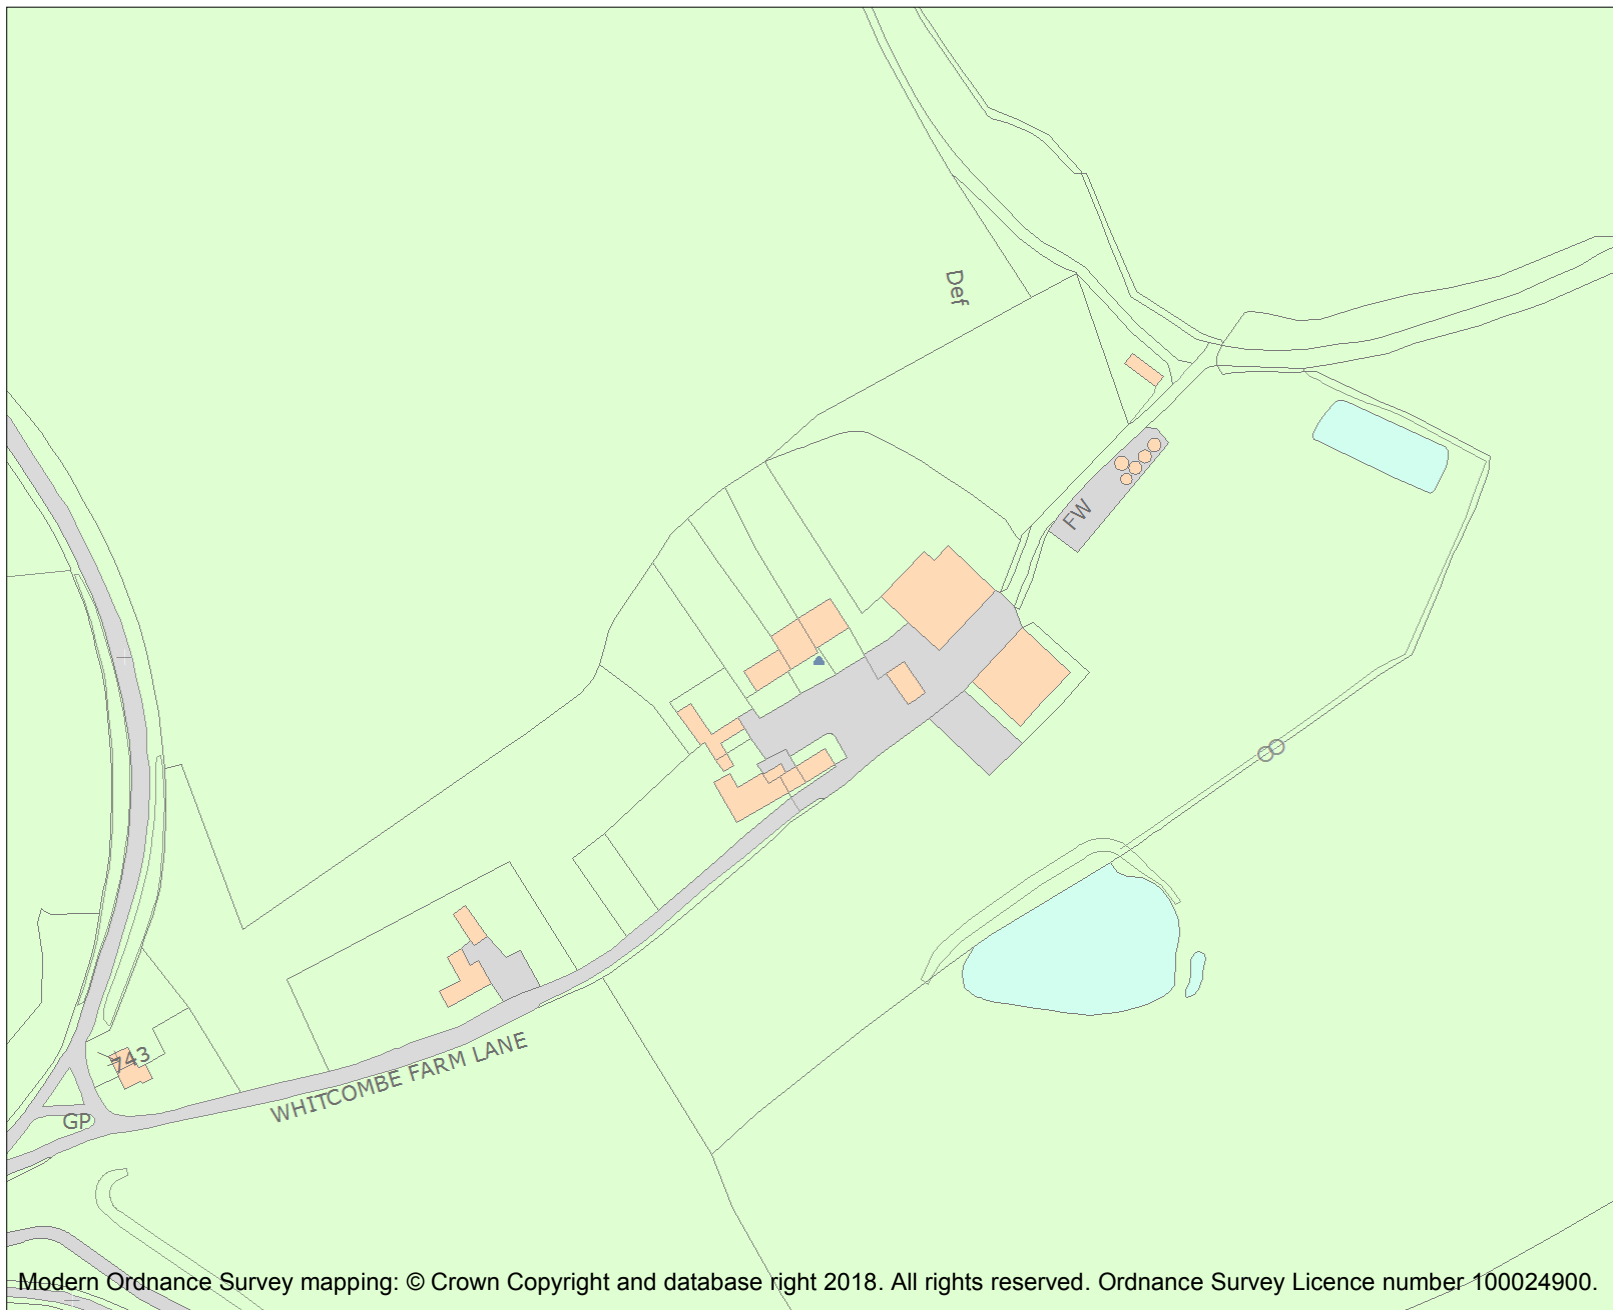 Def
FW
743
WHITCOMBE FARM LANE
GP
Modern Ordnance Survey mapping: © Crown Copyright and database right 2018. All rights reserved. Ordnance Survey Licence number 100024900.